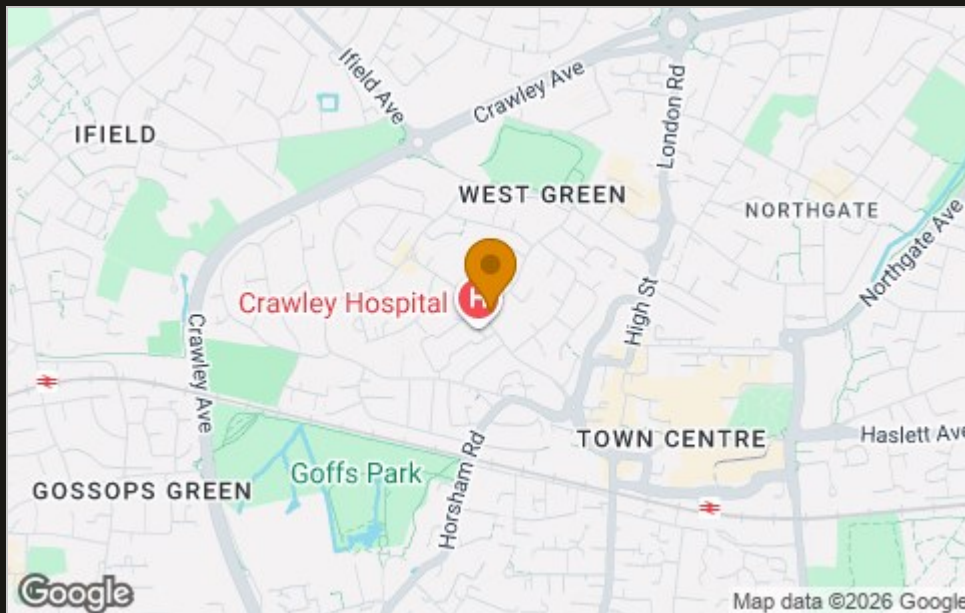 Ifield Ave
Crawley Ave
London Rd
IFIELD
WEST GREEN
NORTHGATE
Northgate Ave
Crawley Hospital
H
High St
Crawley Ave
Horsham Rd
TOWN CENTRE
Haslett Ave
Goffs Park
GOSSOPS GREEN
Google
Map data ©2026 Google